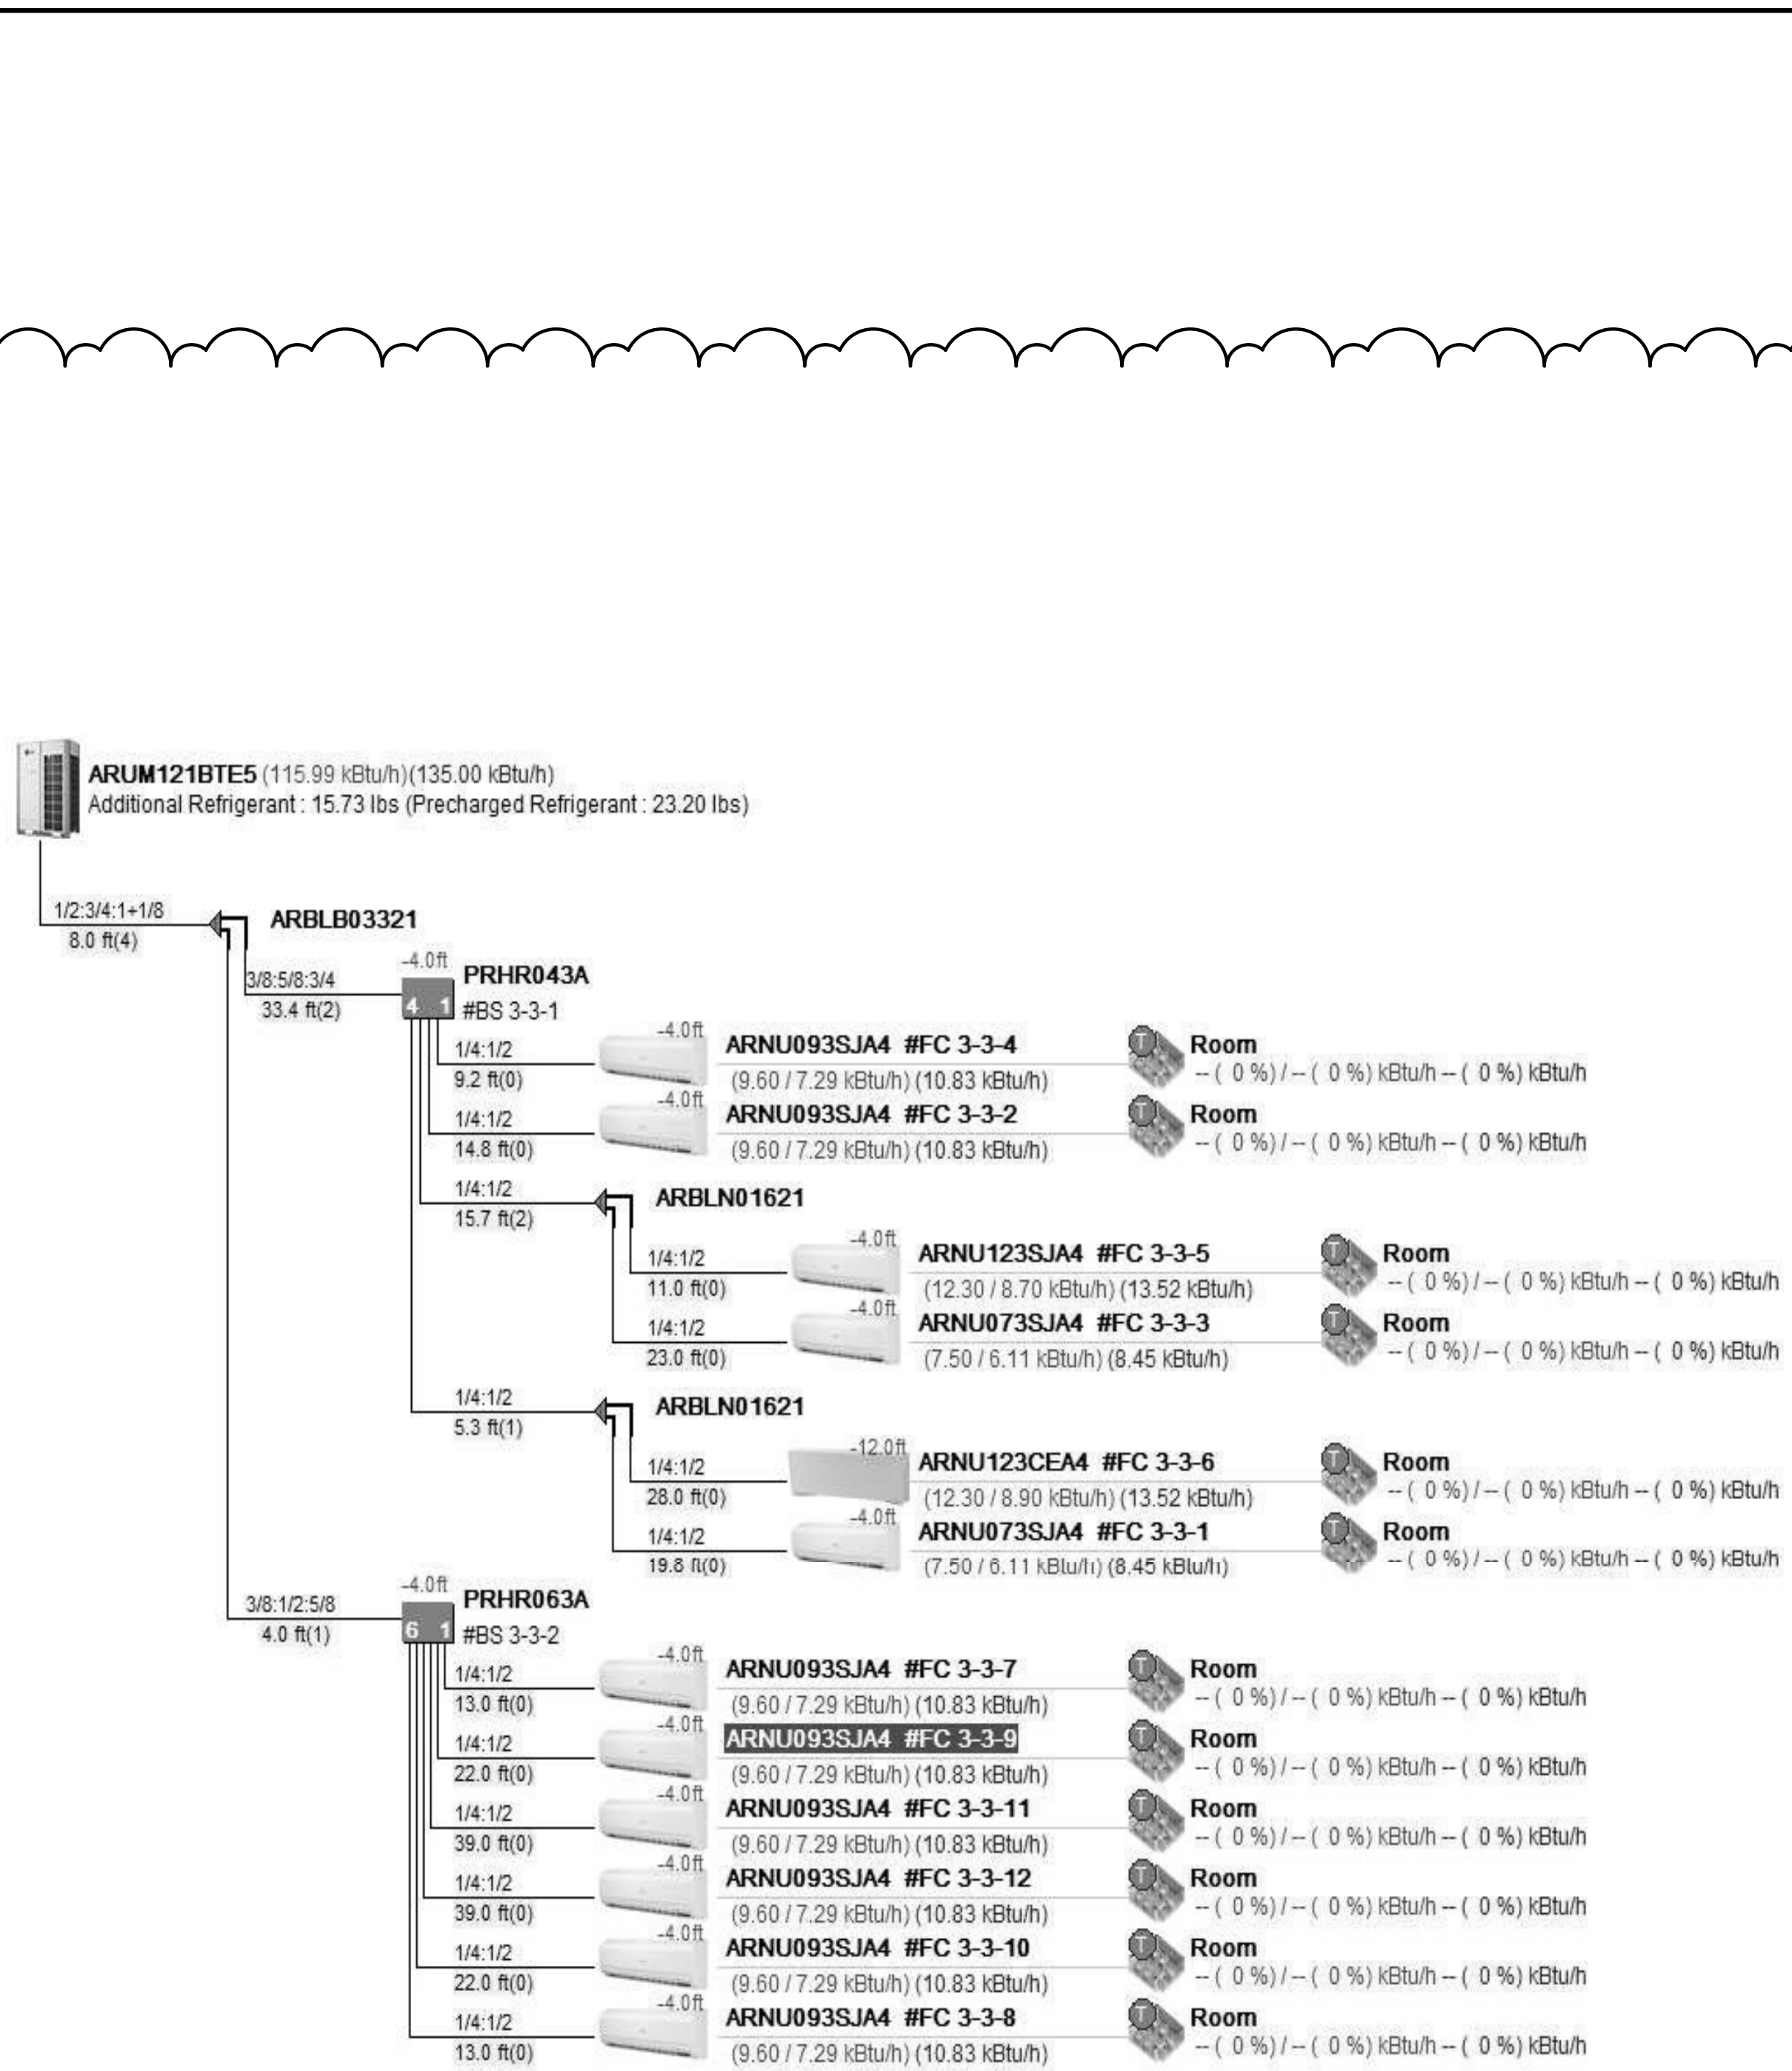 ARUM121BTE5 (115.99 kBtu/h)(135.00 kBtu/h)
Additional Refrigerant : 15.73 lbs (Precharged Refrigerant : 23.20 lbs)
1/2:3/4:1+1/8
8.0 ft(4)
ARBLB03321
3/8:5/8:3/4
33.4 ft(2)
-4.0ft
4 1
PRHR043A
#BS 3-3-1
1/4:1/2
9.2 ft(0)
-4.0ft
ARNU093SJA4 #FC 3-3-4
(9.60 / 7.29 kBtu/h) (10.83 kBtu/h)
T
Room
-- ( 0 %) / -- ( 0 %) kBtu/h -- ( 0 %) kBtu/h
1/4:1/2
14.8 ft(0)
-4.0ft
ARNU093SJA4 #FC 3-3-2
(9.60 / 7.29 kBtu/h) (10.83 kBtu/h)
T
Room
-- ( 0 %) / -- ( 0 %) kBtu/h -- ( 0 %) kBtu/h
1/4:1/2
15.7 ft(2)
ARBLN01621
1/4:1/2
11.0 ft(0)
-4.0ft
ARNU123SJA4 #FC 3-3-5
(12.30 / 8.70 kBtu/h) (13.52 kBtu/h)
T
Room
-- ( 0 %) / -- ( 0 %) kBtu/h -- ( 0 %) kBtu/h
1/4:1/2
23.0 ft(0)
-4.0ft
ARNU073SJA4 #FC 3-3-3
(7.50 / 6.11 kBtu/h) (8.45 kBtu/h)
T
Room
-- ( 0 %) / -- ( 0 %) kBtu/h -- ( 0 %) kBtu/h
1/4:1/2
5.3 ft(1)
ARBLN01621
1/4:1/2
28.0 ft(0)
-12.0ft
ARNU123CEA4 #FC 3-3-6
(12.30 / 8.90 kBtu/h) (13.52 kBtu/h)
T
Room
-- ( 0 %) / -- ( 0 %) kBtu/h -- ( 0 %) kBtu/h
1/4:1/2
19.8 ft(0)
-4.0ft
ARNU073SJA4 #FC 3-3-1
(7.50 / 6.11 kBtu/h) (8.45 kBtu/h)
T
Room
-- ( 0 %) / -- ( 0 %) kBtu/h -- ( 0 %) kBtu/h
3/8:1/2:5/8
4.0 ft(1)
-4.0ft
6 1
PRHR063A
#BS 3-3-2
1/4:1/2
13.0 ft(0)
-4.0ft
ARNU093SJA4 #FC 3-3-7
(9.60 / 7.29 kBtu/h) (10.83 kBtu/h)
T
Room
-- ( 0 %) / -- ( 0 %) kBtu/h -- ( 0 %) kBtu/h
1/4:1/2
22.0 ft(0)
-4.0ft
ARNU093SJA4 #FC 3-3-9
(9.60 / 7.29 kBtu/h) (10.83 kBtu/h)
T
Room
-- ( 0 %) / -- ( 0 %) kBtu/h -- ( 0 %) kBtu/h
1/4:1/2
39.0 ft(0)
-4.0ft
ARNU093SJA4 #FC 3-3-11
(9.60 / 7.29 kBtu/h) (10.83 kBtu/h)
T
Room
-- ( 0 %) / -- ( 0 %) kBtu/h -- ( 0 %) kBtu/h
1/4:1/2
39.0 ft(0)
-4.0ft
ARNU093SJA4 #FC 3-3-12
(9.60 / 7.29 kBtu/h) (10.83 kBtu/h)
T
Room
-- ( 0 %) / -- ( 0 %) kBtu/h -- ( 0 %) kBtu/h
1/4:1/2
22.0 ft(0)
-4.0ft
ARNU093SJA4 #FC 3-3-10
(9.60 / 7.29 kBtu/h) (10.83 kBtu/h)
T
Room
-- ( 0 %) / -- ( 0 %) kBtu/h -- ( 0 %) kBtu/h
1/4:1/2
13.0 ft(0)
-4.0ft
ARNU093SJA4 #FC 3-3-8
(9.60 / 7.29 kBtu/h) (10.83 kBtu/h)
T
Room
-- ( 0 %) / -- ( 0 %) kBtu/h -- ( 0 %) kBtu/h